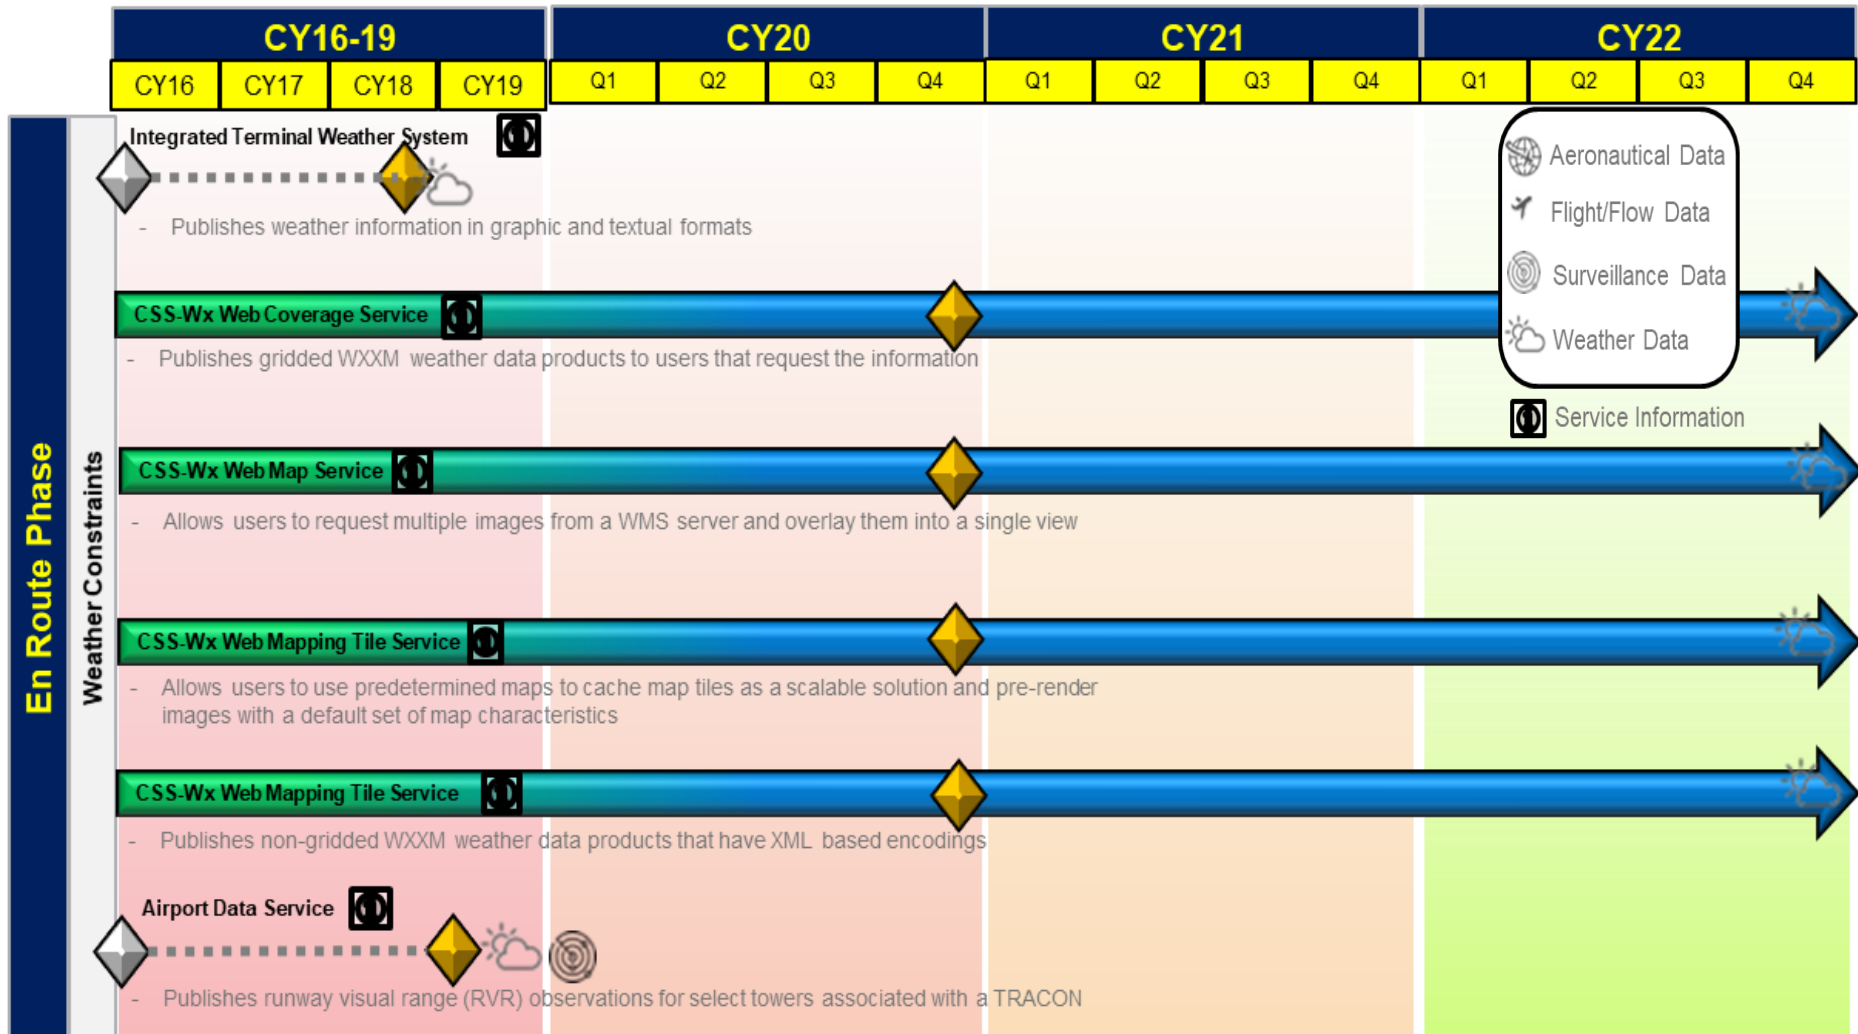 CY16-19 CY20 CY21 CY22
CY16 CY17 CY18 CY19 Q1 Q2 Q3 Q4 Q1 Q2 Q3 Q4 Q1 Q2 Q3 Q4
En Route Phase
Weather Constraints
Integrated Terminal Weather System
- Publishes weather information in graphic and textual formats
CSS-Wx Web Coverage Service
- Publishes gridded WXXM weather data products to users that request the information
CSS-Wx Web Map Service
- Allows users to request multiple images from a WMS server and overlay them into a single view
CSS-Wx Web Mapping Tile Service
- Allows users to use predetermined maps to cache map tiles as a scalable solution and pre-render
images with a default set of map characteristics
CSS-Wx Web Mapping Tile Service
- Publishes non-gridded WXXM weather data products that have XML based encodings
Airport Data Service
- Publishes runway visual range (RVR) observations for select towers associated with a TRACON
Aeronautical Data
Flight/Flow Data
Surveillance Data
Weather Data
Service Information